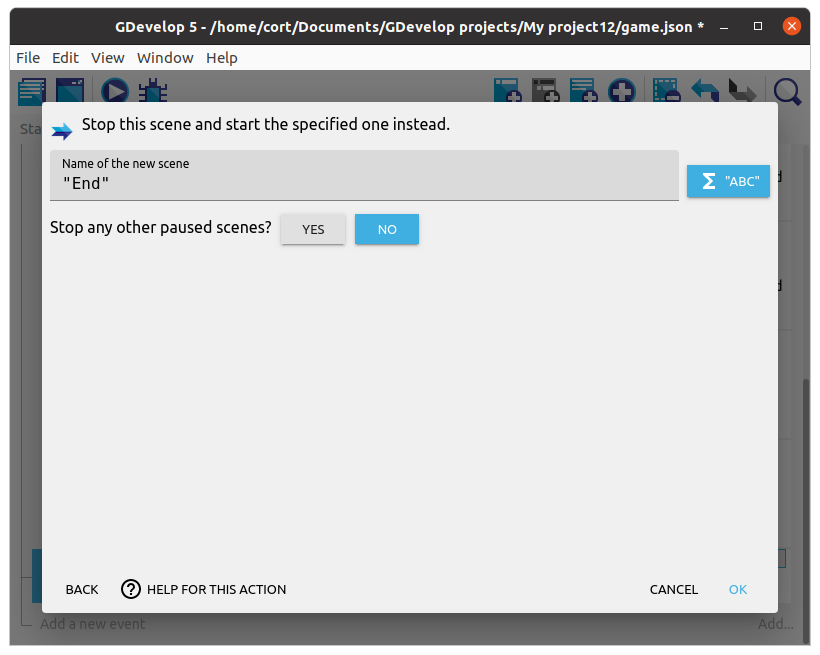 GDevelop 5 - /home/cort/Documents/GDevelop projects/My project12/game.json *
File Edit View Window Help
Sta
Stop this scene and start the specified one instead.
Name of the new scene
"End"
Σ "ABC"
d
Stop any other paused scenes? YES NO
d
BACK ? HELP FOR THIS ACTION CANCEL OK
Add a new event Add...